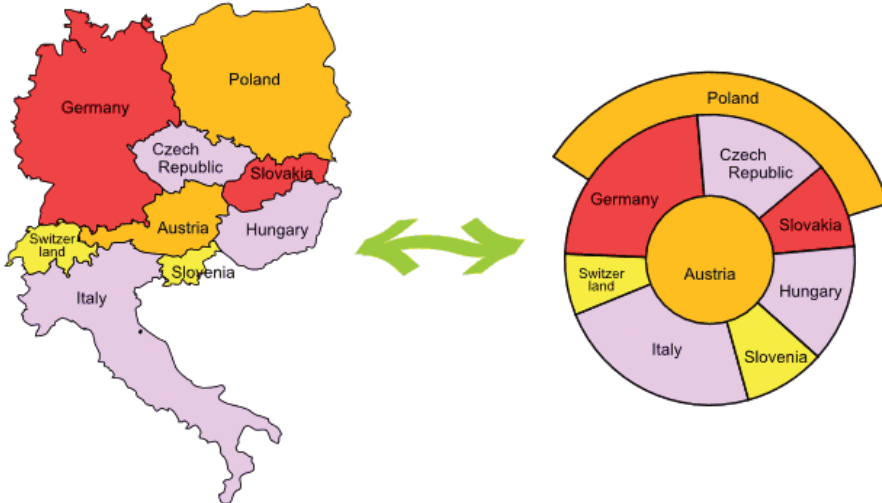 Poland
Germany
Czech
Republic
Slovakia
Austria
Hungary
Switzer
land
Slovenia
Italy
Poland
Czech
Republic
Germany
Slovakia
Austria
Switzer
land
Hungary
Italy
Slovenia